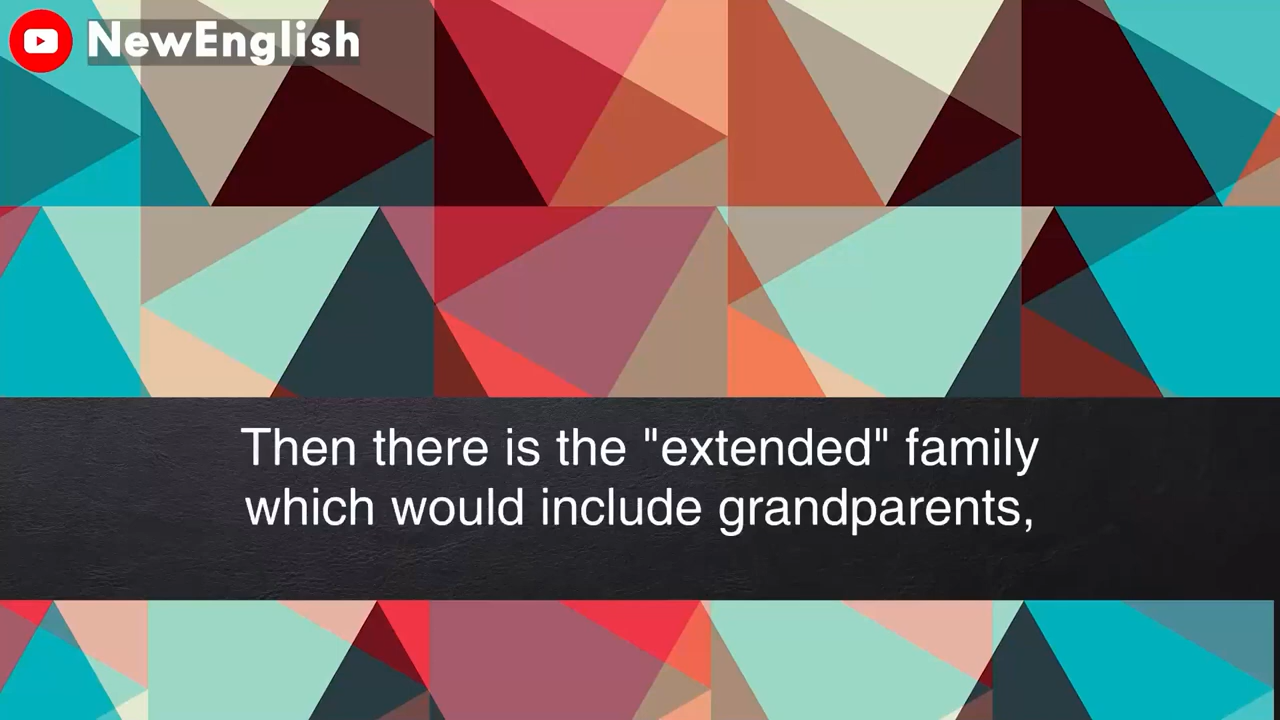 NewEnglish
Then there is the "extended" family
which would include grandparents,